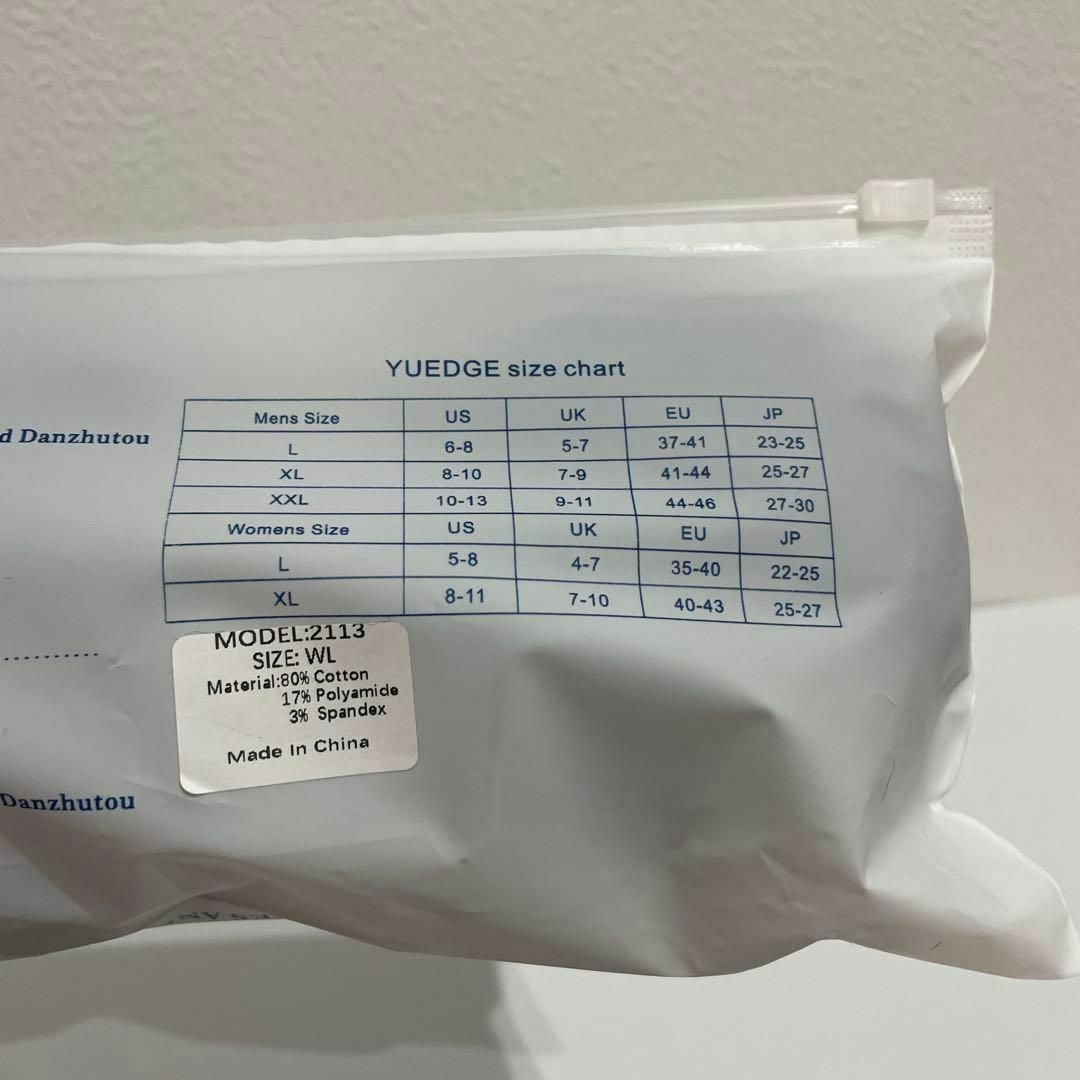 YUEDGE size chart
d Danzhutou
Mens Size US UK EU JP
L 6-8 5-7 37-41 23-25
XL 8-10 7-9 41-44 25-27
XXL 10-13 9-11 44-46 27-30
Womens Size US UK EU JP
L 5-8 4-7 35-40 22-25
XL 8-11 7-10 40-43 25-27
MODEL:2113
SIZE: WL
Material:80% Cotton
17% Polyamide
3% Spandex
Made In China
Danzhutou